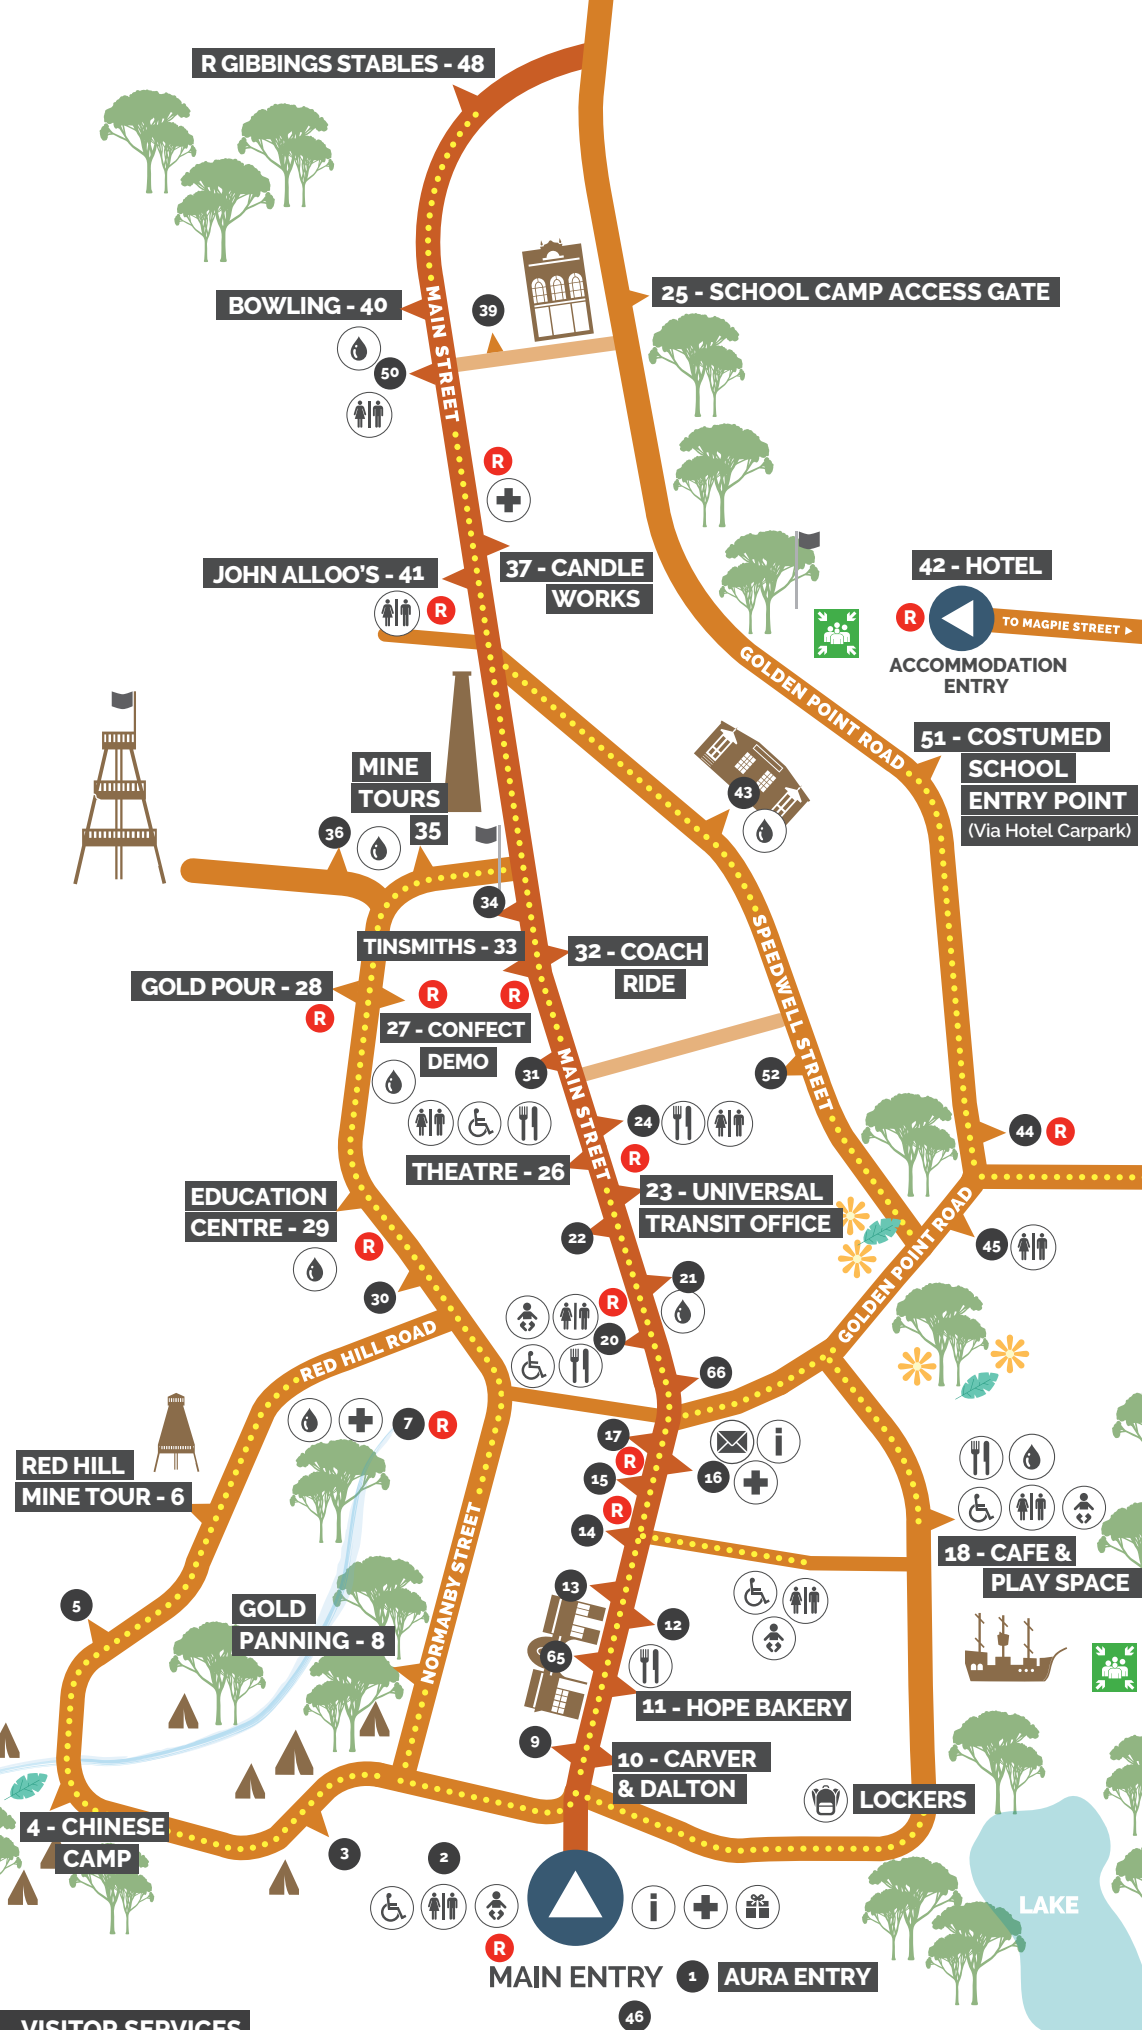 R GIBBINGS STABLES - 48
25 - SCHOOL CAMP ACCESS GATE
BOWLING - 40
39
MAIN STREET
50
R
37 - CANDLE
WORKS
JOHN ALLOO'S - 41
R
42 - HOTEL
R
TO MAGPIE STREET
ACCOMMODATION
ENTRY
GOLDEN POINT ROAD
51 - COSTUMED
SCHOOL
ENTRY POINT
(Via Hotel Carpark)
MINE
TOURS
35
36
43
34
TINSMITHS - 33
32 - COACH
RIDE
SPEEDWELL STREET
GOLD POUR - 28
R
R
R
27 - CONFECT
DEMO
31
MAIN STREET
52
24
44
R
R
THEATRE - 26
23 - UNIVERSAL
TRANSIT OFFICE
EDUCATION
CENTRE - 29
R
22
45
GOLDEN POINT ROAD
30
21
R
20
RED HILL ROAD
66
7
R
17
R
15
16
RED HILL
MINE TOUR - 6
R
14
NORMANBY STREET
18 - CAFE &
PLAY SPACE
13
5
GOLD
PANNING - 8
12
65
11 - HOPE BAKERY
9
10 - CARVER
& DALTON
LOCKERS
4 - CHINESE
CAMP
3
2
LAKE
R
MAIN ENTRY
1
AURA ENTRY
46
VISITOR SERVICES